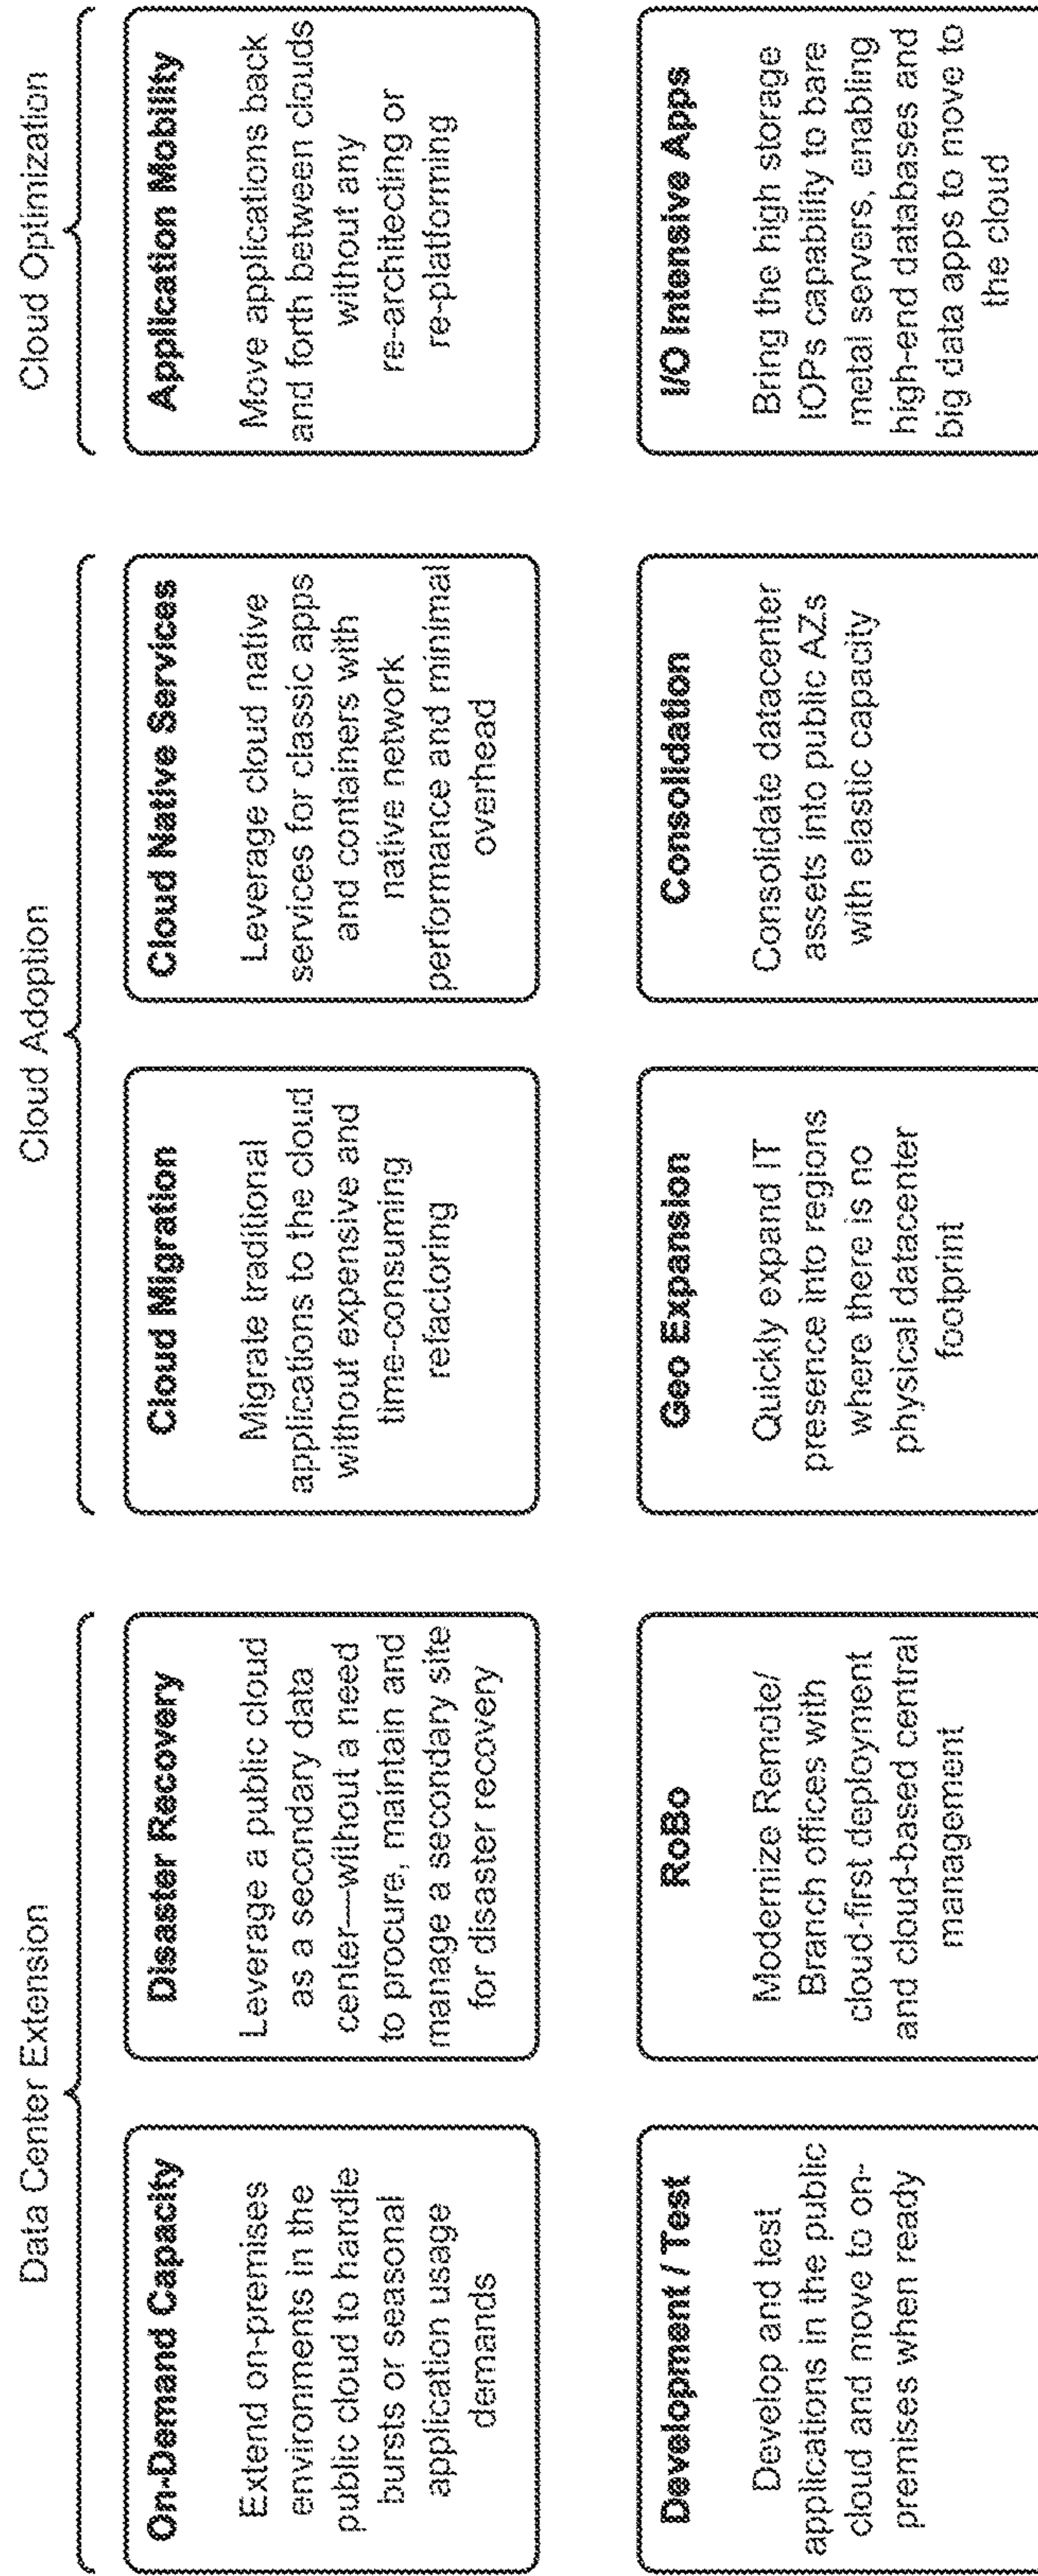 Data Center Extension
On-Demand Capacity
Extend on-premises
environments in the
public cloud to handle
bursts or seasonal
application usage
demands
Disaster Recovery
Leverage a public cloud
as a secondary data
center—without a need
to procure, maintain and
manage a secondary site
for disaster recovery
Development / Test
Develop and test
applications in the public
cloud and move to on-
premises when ready
RoBo
Modernize Remote/
Branch offices with
cloud-first deployment
and cloud-based central
management
Cloud Adoption
Cloud Migration
Migrate traditional
applications to the cloud
without expensive and
time-consuming
refactoring
Cloud Native Services
Leverage cloud native
services for classic apps
and containers with
native network
performance and minimal
overhead
Geo Expansion
Quickly expand IT
presence into regions
where there is no
physical datacenter
footprint
Consolidation
Consolidate datacenter
assets into public AZs
with elastic capacity
Cloud Optimization
Application Mobility
Move applications back
and forth between clouds
without any
re-architecting or
re-platforming
I/O Intensive Apps
Bring the high storage
IOPs capability to bare
metal servers, enabling
high-end databases and
big data apps to move to
the cloud